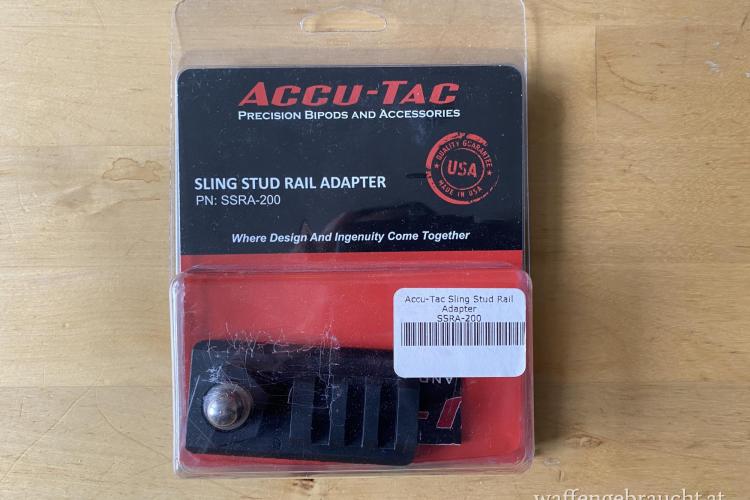 ACCU-TAC
PRECISION BIPODS AND ACCESSORIES
QUALITY GUARANTEE
USA
MADE IN USA
SLING STUD RAIL ADAPTER
PN: SSRA-200
Where Design And Ingenuity Come Together
Accu-Tac Sling Stud Rail
Adapter
SSRA-200
AND
waffengebraucht.at